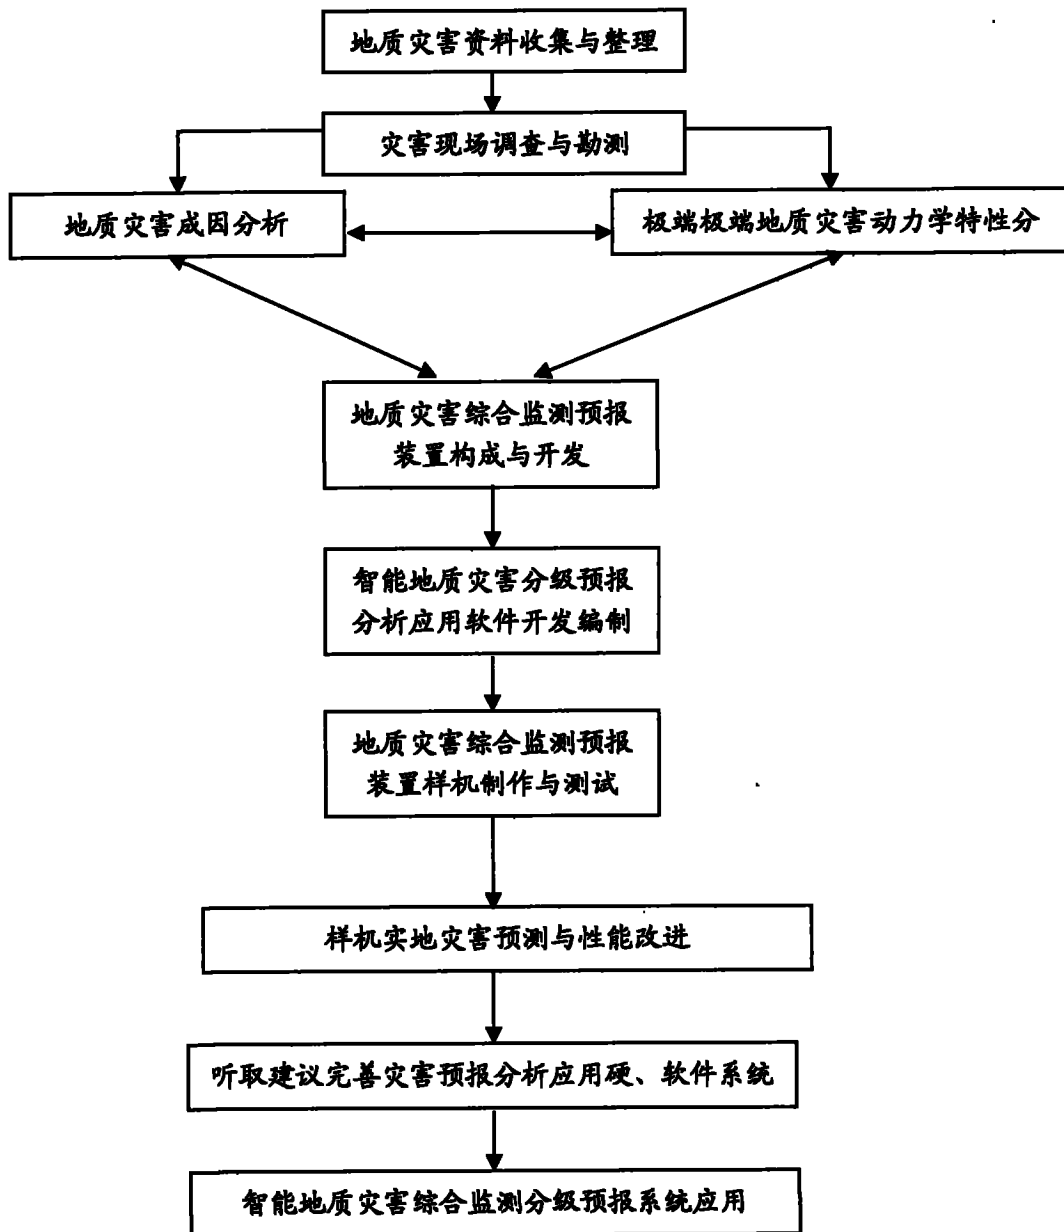 地质灾害资料收集与整理
灾害现场调查与勘测
地质灾害成因分析
极端极端地质灾害动力学特性分
地质灾害综合监测预报
装置构成与开发
智能地质灾害分级预报
分析应用软件开发编制
地质灾害综合监测预报
装置样机制作与测试
样机实地灾害预测与性能改进
听取建议完善灾害预报分析应用硬、软件系统
智能地质灾害综合监测分级预报系统应用